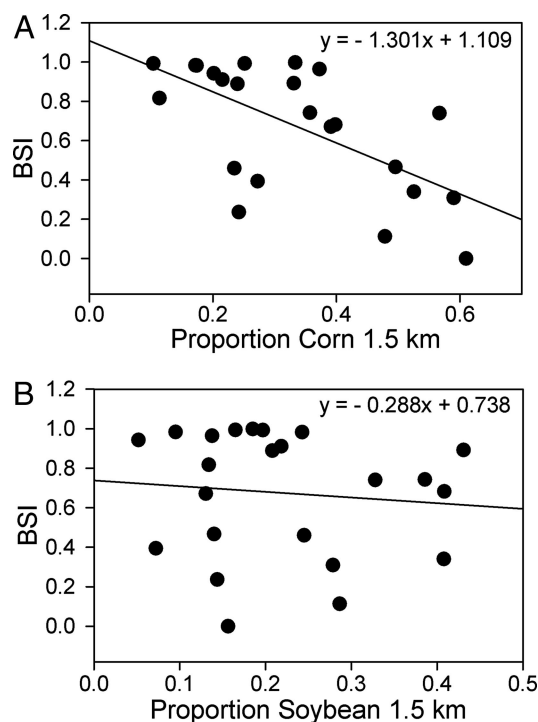 A
y = - 1.301x + 1.109
1.2
1.0
0.8
0.6
0.4
0.2
0.0
BSI
0.0 0.2 0.4 0.6
Proportion Corn 1.5 km
B
y = - 0.288x + 0.738
1.2
1.0
0.8
0.6
0.4
0.2
0.0
BSI
0.0 0.1 0.2 0.3 0.4 0.5
Proportion Soybean 1.5 km